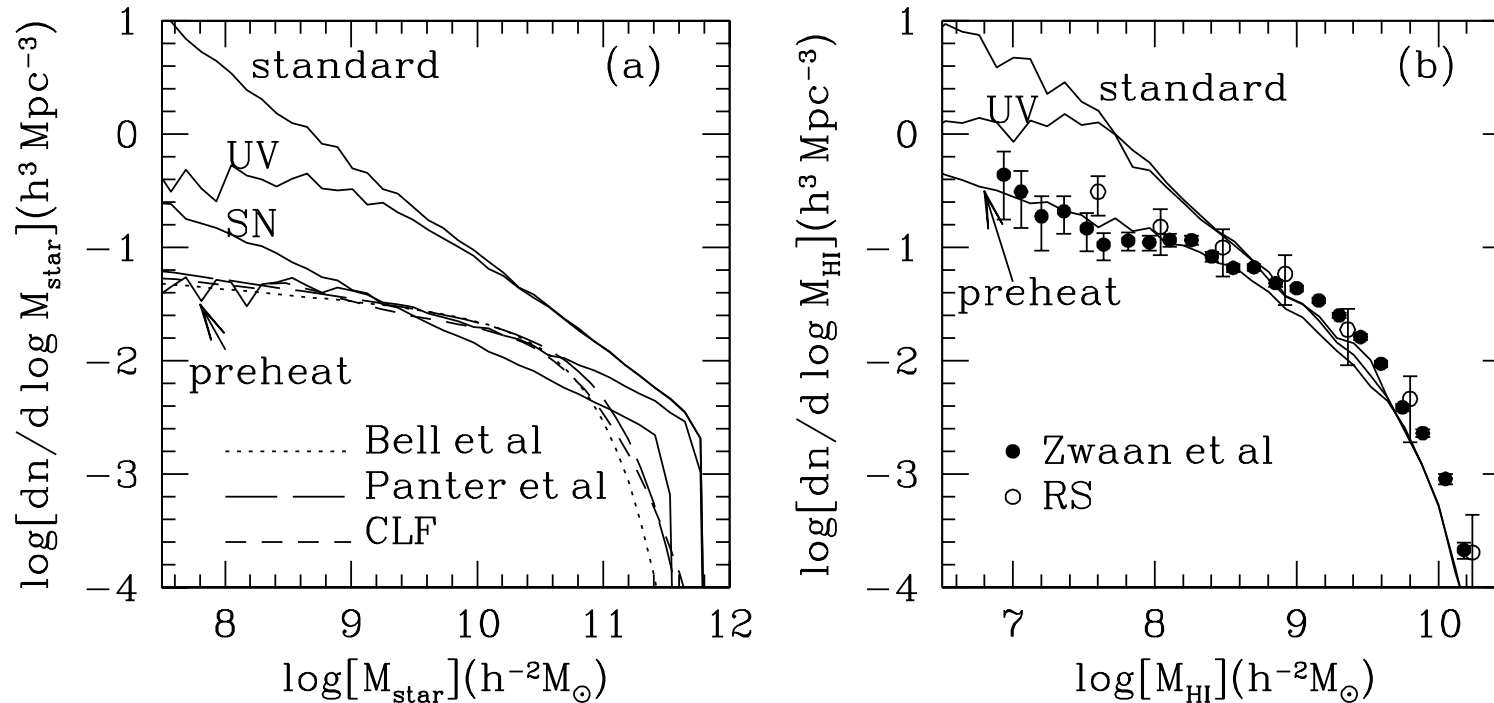 log[dn/d log M_star](h³ Mpc⁻³)
1
0
−1
−2
−3
−4
standard
(a)
UV
SN
preheat
Bell et al
Panter et al
CLF
8 9 10 11 12
log[M_star](h⁻²M_⊙)
log[dn/d log M_HI](h³ Mpc⁻³)
1
0
−1
−2
−3
−4
(b)
standard
UV
preheat
Zwaan et al
RS
7 8 9 10
log[M_HI](h⁻²M_⊙)